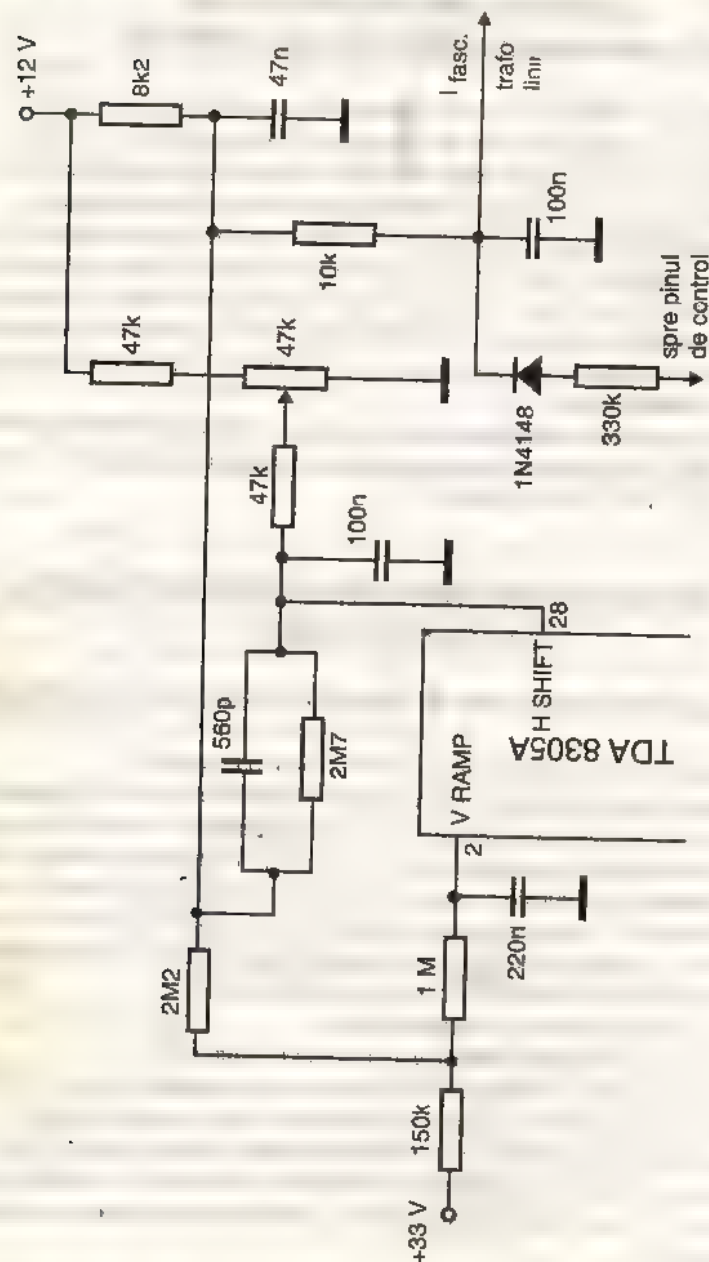 +12 V
8k2
47n
I fasc.
trafo
linii
47k
10k
100n
47k
spre pinul
de control
47k
1N4148
330k
100n
560p
2M7
28
H SHIFT
V RAMP
TDA 8305A
2
2M2
1 M
220n
150k
+33 V